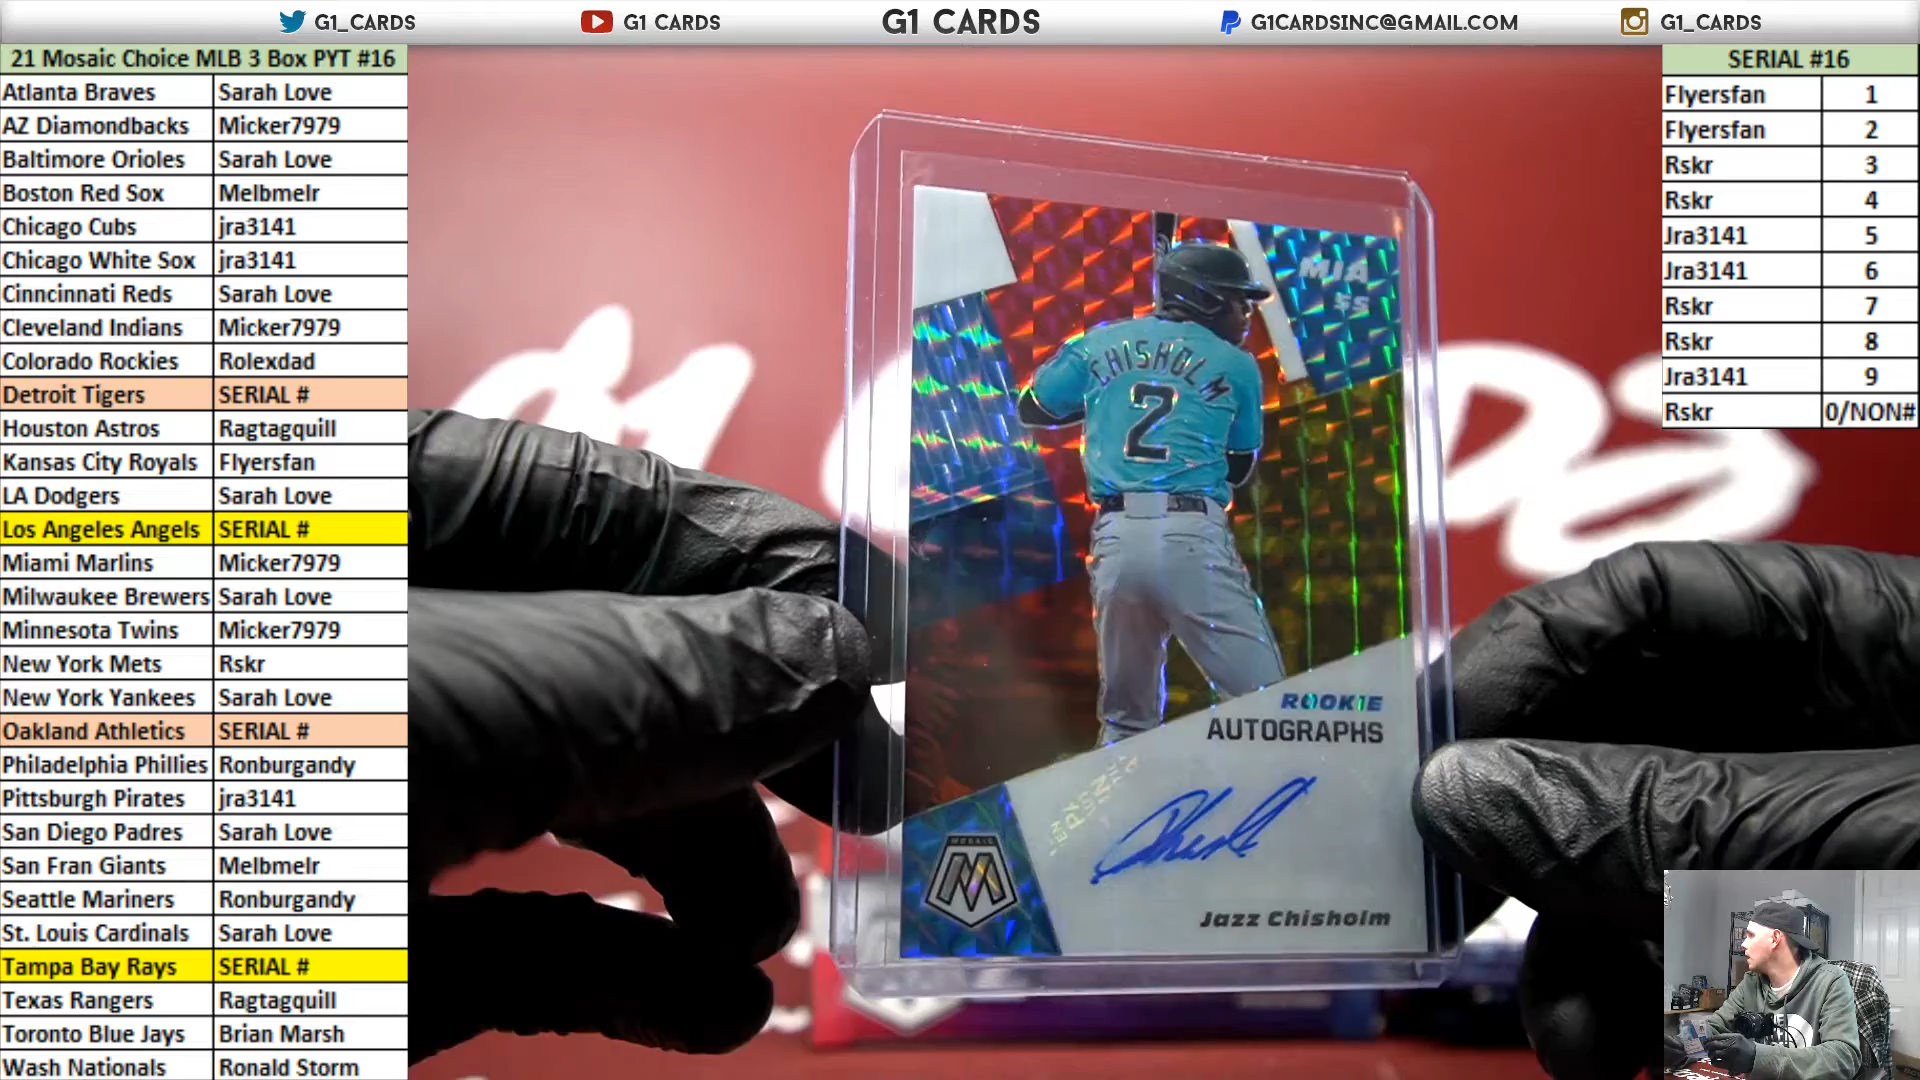 G1_CARDS
G1 CARDS
G1 CARDS
G1CARDSINC@GMAIL.COM
G1_CARDS
21 Mosaic Choice MLB 3 Box PYT #16
Atlanta Braves Sarah Love
AZ Diamondbacks Micker7979
Baltimore Orioles Sarah Love
Boston Red Sox Melbmelr
Chicago Cubs jra3141
Chicago White Sox jra3141
Cinncinnati Reds Sarah Love
Cleveland Indians Micker7979
Colorado Rockies Rolexdad
Detroit Tigers SERIAL #
Houston Astros Ragtagquill
Kansas City Royals Flyersfan
LA Dodgers Sarah Love
Los Angeles Angels SERIAL #
Miami Marlins Micker7979
Milwaukee Brewers Sarah Love
Minnesota Twins Micker7979
New York Mets Rskr
New York Yankees Sarah Love
Oakland Athletics SERIAL #
Philadelphia Phillies Ronburgandy
Pittsburgh Pirates jra3141
San Diego Padres Sarah Love
San Fran Giants Melbmelr
Seattle Mariners Ronburgandy
St. Louis Cardinals Sarah Love
Tampa Bay Rays SERIAL #
Texas Rangers Ragtagquill
Toronto Blue Jays Brian Marsh
Wash Nationals Ronald Storm
SERIAL #16
Flyersfan 1
Flyersfan 2
Rskr 3
Rskr 4
Jra3141 5
Jra3141 6
Rskr 7
Rskr 8
Jra3141 9
Rskr 0/NON#
MIA
SS
CHISHOLM
2
ROOKIE
AUTOGRAPHS
MOSAIC
M
Jazz Chisholm